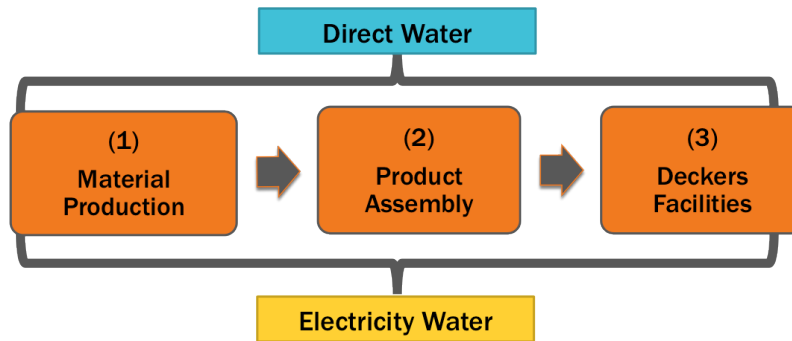 Direct Water
(1)
Material
Production
(2)
Product
Assembly
(3)
Deckers
Facilities
Electricity Water